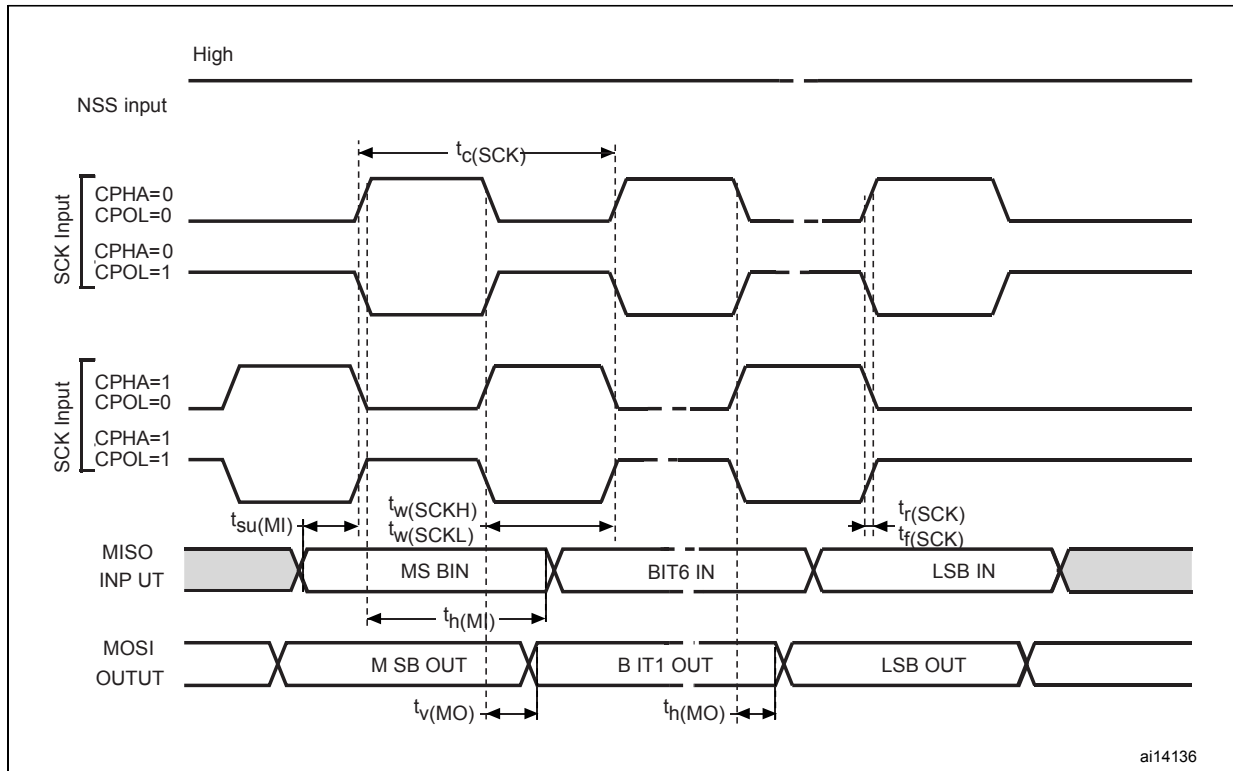 High
NSS input
tc(SCK)
SCK Input
CPHA=0
CPOL=0
CPHA=0
CPOL=1
SCK Input
CPHA=1
CPOL=0
CPHA=1
CPOL=1
tsu(MI)
tw(SCKH)
tw(SCKL)
tr(SCK)
tf(SCK)
MISO
INP UT
MS BIN
BIT6 IN
LSB IN
th(MI)
MOSI
OUTUT
M SB OUT
B IT1 OUT
LSB OUT
tv(MO)
th(MO)
ai14136